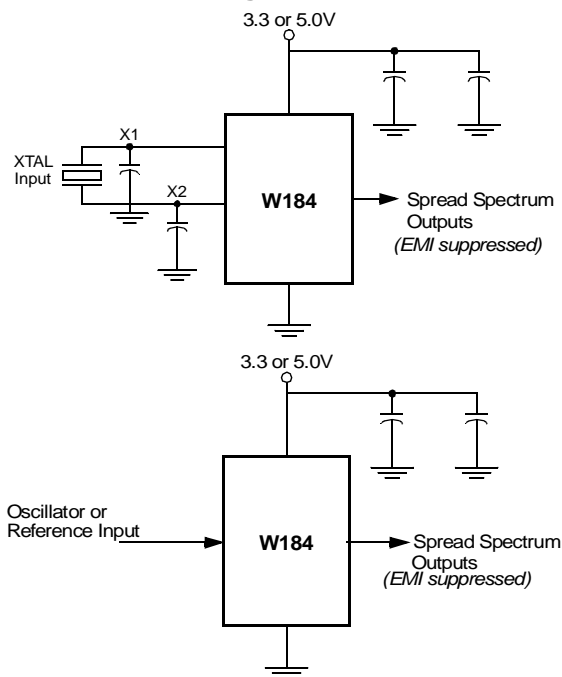 3.3 or 5.0V
X1
XTAL
Input
X2
W184
Spread Spectrum
Outputs
(EMI suppressed)
3.3 or 5.0V
Oscillator or
Reference Input
W184
Spread Spectrum
Outputs
(EMI suppressed)